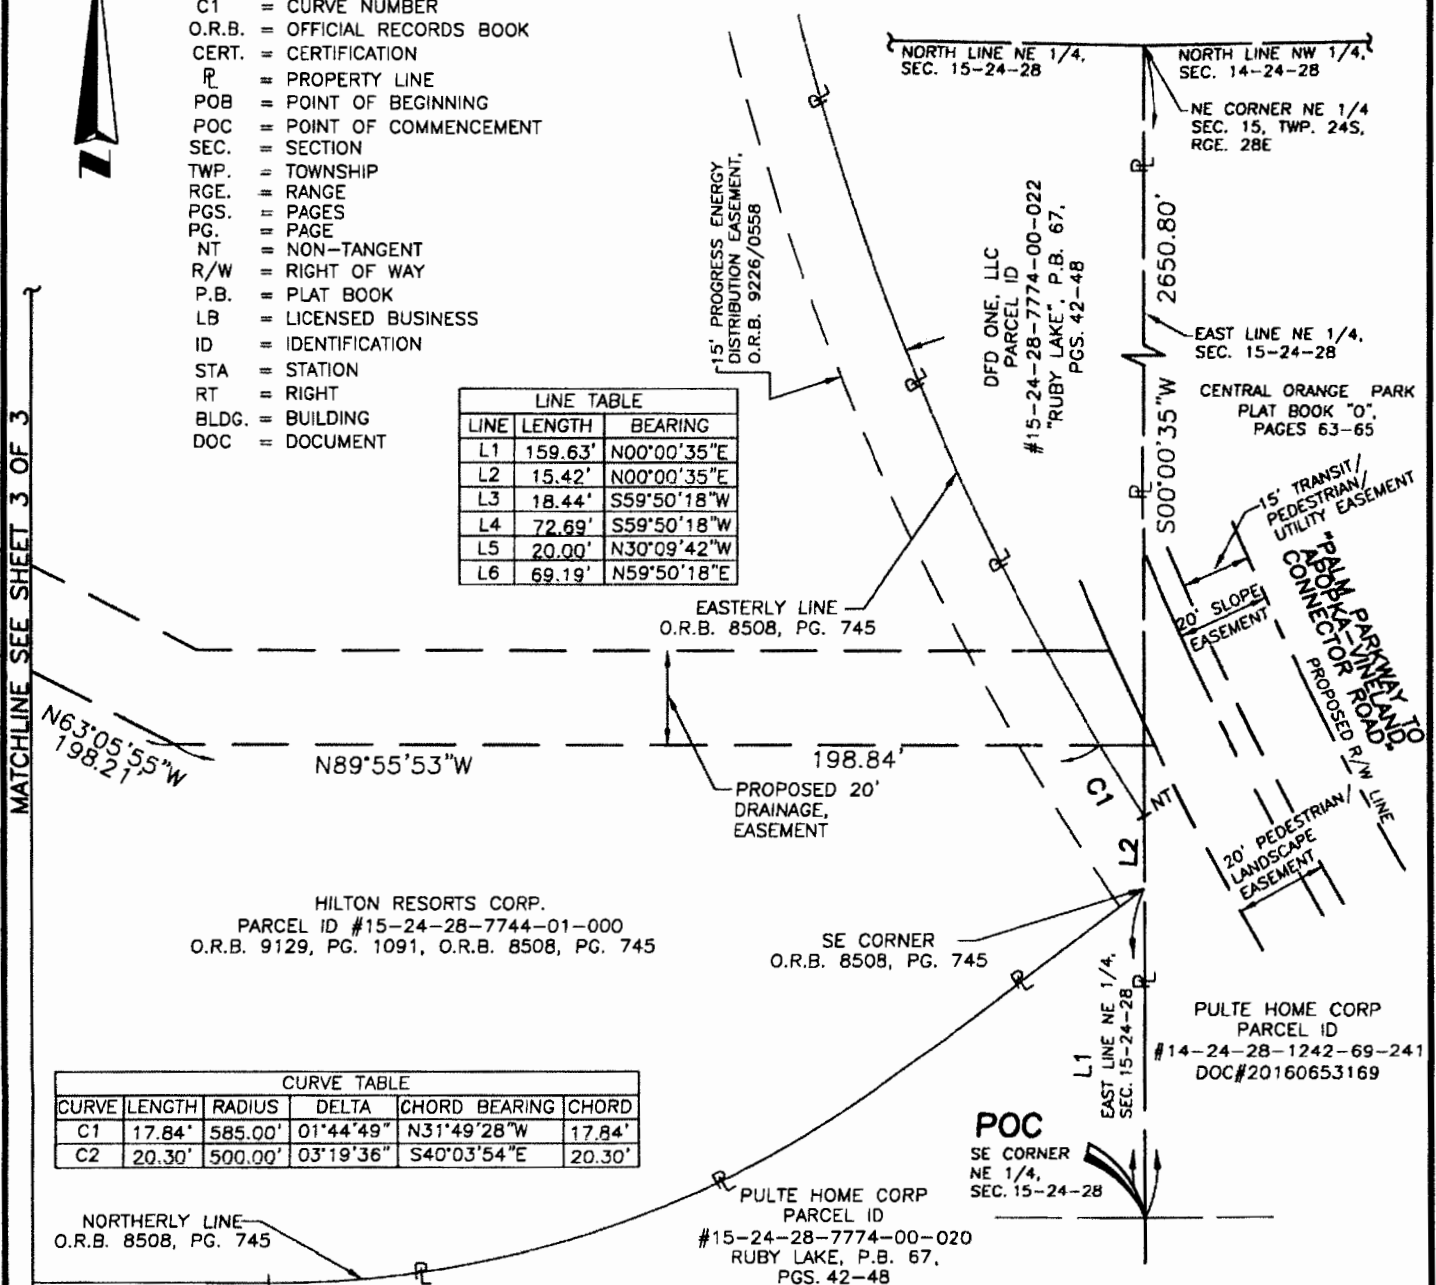 C1 = CURVE NUMBER
O.R.B. = OFFICIAL RECORDS BOOK
CERT. = CERTIFICATION
PL = PROPERTY LINE
POB = POINT OF BEGINNING
POC = POINT OF COMMENCEMENT
SEC. = SECTION
TWP. = TOWNSHIP
RGE. = RANGE
PGS. = PAGES
PG. = PAGE
NT = NON-TANGENT
R/W = RIGHT OF WAY
P.B. = PLAT BOOK
LB = LICENSED BUSINESS
ID = IDENTIFICATION
STA = STATION
RT = RIGHT
BLDG. = BUILDING
DOC = DOCUMENT
N
NORTH LINE NE 1/4,
SEC. 15-24-28
NORTH LINE NW 1/4,
SEC. 14-24-28
NE CORNER NE 1/4
SEC. 15, TWP. 24S,
RGE. 28E
PL
PL
15' PROGRESS ENERGY
DISTRIBUTION EASEMENT,
O.R.B. 9226/0558
DFD ONE, LLC
PARCEL ID
#15-24-28-7774-00-022
"RUBY LAKE", P.B. 67,
PGS. 42-48
2650.80'
S00°00'35"W
EAST LINE NE 1/4,
SEC. 15-24-28
PL
CENTRAL ORANGE PARK
PLAT BOOK "O",
PAGES 63-65
LINE TABLE
LINE LENGTH BEARING
L1 159.63' N00°00'35"E
L2 15.42' N00°00'35"E
L3 18.44' S59°50'18"W
L4 72.69' S59°50'18"W
L5 20.00' N30°09'42"W
L6 69.19' N59°50'18"E
MATCHLINE SEE SHEET 3 OF 3
PL
15' TRANSIT/
PEDESTRIAN/
UTILITY EASEMENT
"PALM PARKWAY TO
APOPKA-VINELAND
CONNECTOR ROAD"
PROPOSED R/W LINE
20' SLOPE
EASEMENT
PL
EASTERLY LINE
O.R.B. 8508, PG. 745
N63°05'55"W
198.21'
N89°55'53"W
198.84'
C1
NT
PROPOSED 20'
DRAINAGE,
EASEMENT
L2
20' PEDESTRIAN/
LANDSCAPE
EASEMENT
HILTON RESORTS CORP.
PARCEL ID #15-24-28-7744-01-000
O.R.B. 9129, PG. 1091, O.R.B. 8508, PG. 745
SE CORNER
O.R.B. 8508, PG. 745
PL
PL
EAST LINE NE 1/4,
SEC. 15-24-28
L1
PULTE HOME CORP
PARCEL ID
#14-24-28-1242-69-241
DOC#20160653169
CURVE TABLE
CURVE LENGTH RADIUS DELTA CHORD BEARING CHORD
C1 17.84' 585.00' 01°44'49" N31°49'28"W 17.84'
C2 20.30' 500.00' 03°19'36" S40°03'54"E 20.30'
POC
SE CORNER
NE 1/4,
SEC. 15-24-28
PL
PULTE HOME CORP
PARCEL ID
#15-24-28-7774-00-020
RUBY LAKE, P.B. 67,
PGS. 42-48
NORTHERLY LINE
O.R.B. 8508, PG. 745
PL